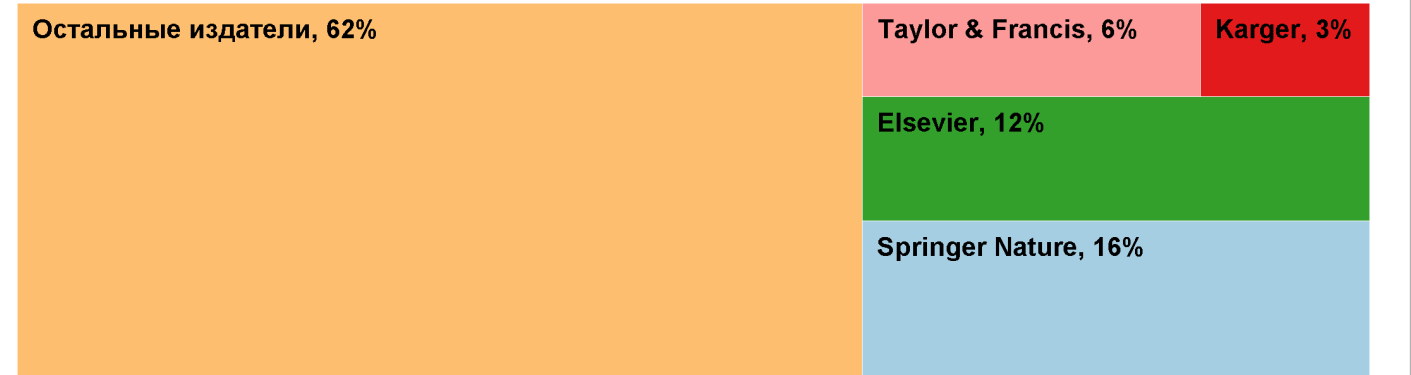 Остальные издатели, 62%
Taylor & Francis, 6%
Karger, 3%
Elsevier, 12%
Springer Nature, 16%